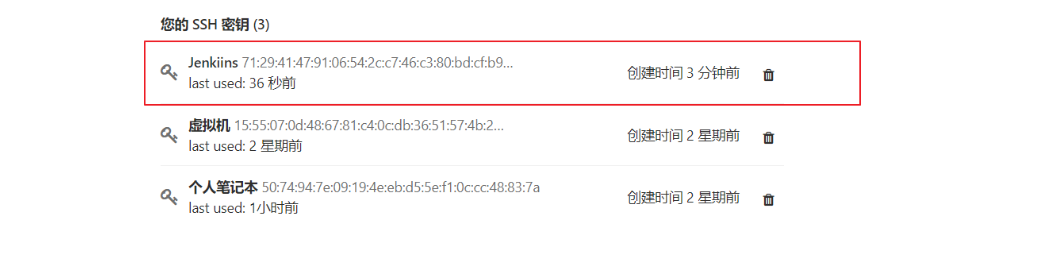 您的 SSH 密钥 (3)
Jenkiins 71:29:41:47:91:06:54:2c:c7:46:c3:80:bd:cf:b9...
last used: 36 秒前
创建时间 3 分钟前
虚拟机 15:55:07:0d:48:67:81:c4:0c:db:36:51:57:4b:2...
last used: 2 星期前
创建时间 2 星期前
个人笔记本 50:74:94:7e:09:19:4e:eb:d5:5e:f1:0c:cc:48:83:7a
last used: 1小时前
创建时间 2 星期前